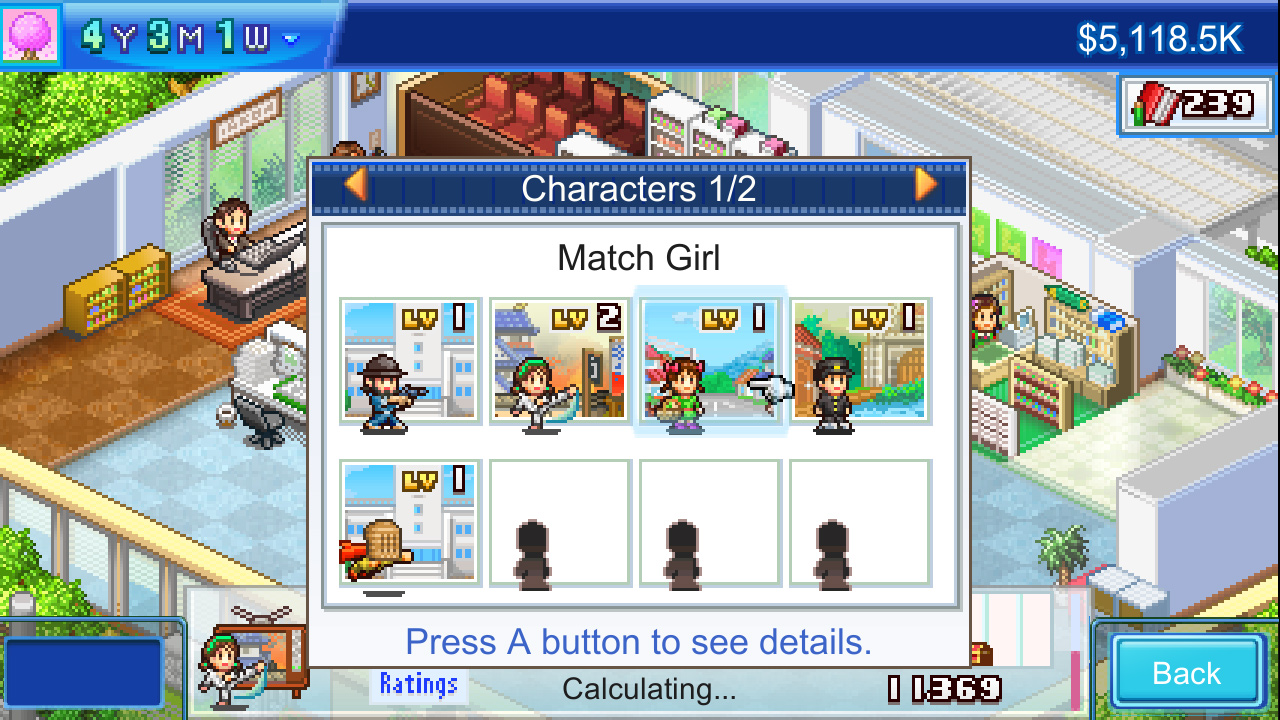 4Y3M1W
$5,118.5K
239
Characters 1/2
Match Girl
LV 1
LV 2
LV 1
LV 1
LV 1
Press A button to see details.
Ratings
Calculating...
11,369
Back